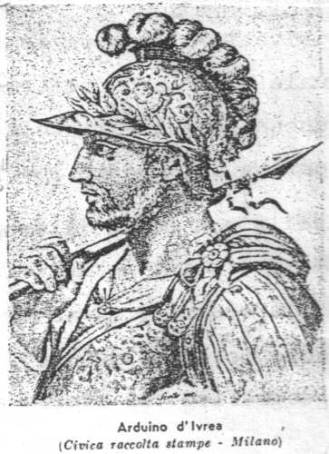 Arduino d'Ivrea
(Civica raccolta stampe - Milano)